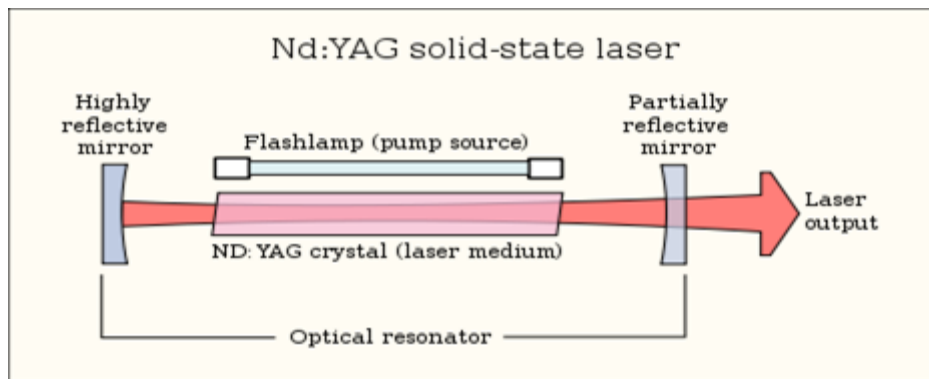 Nd:YAG solid-state laser
Highly
reflective
mirror
Flashlamp (pump source)
Partially
reflective
mirror
Laser
output
ND: YAG crystal (laser medium)
Optical resonator